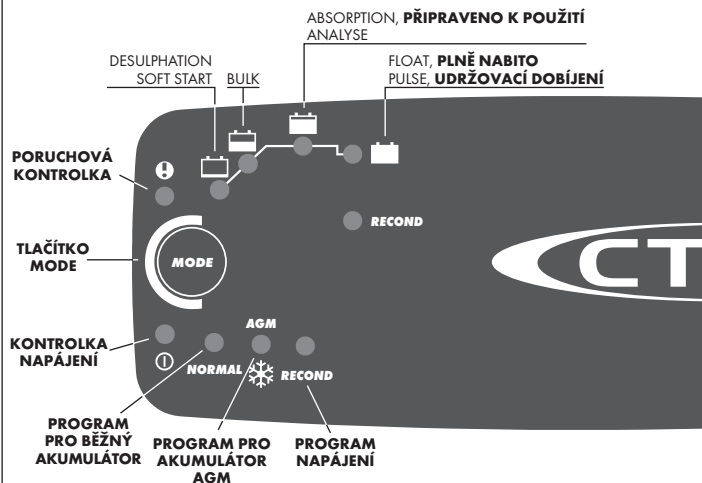 ABSORPTION, PŘIPRAVENO K POUŽITÍ
ANALYSE
DESULPHATION
SOFT START
BULK
FLOAT, PLNĚ NABITO
PULSE, UDRŽOVACÍ DOBÍJENÍ
PORUCHOVÁ
KONTROLKA
RECOND
TLAČÍTKO
MODE
MODE
CT
KONTROLKA
NAPÁJENÍ
AGM
NORMAL
RECOND
PROGRAM
PRO BĚŽNÝ
AKUMULÁTOR
PROGRAM PRO
AKUMULÁTOR
AGM
PROGRAM
NAPÁJENÍ